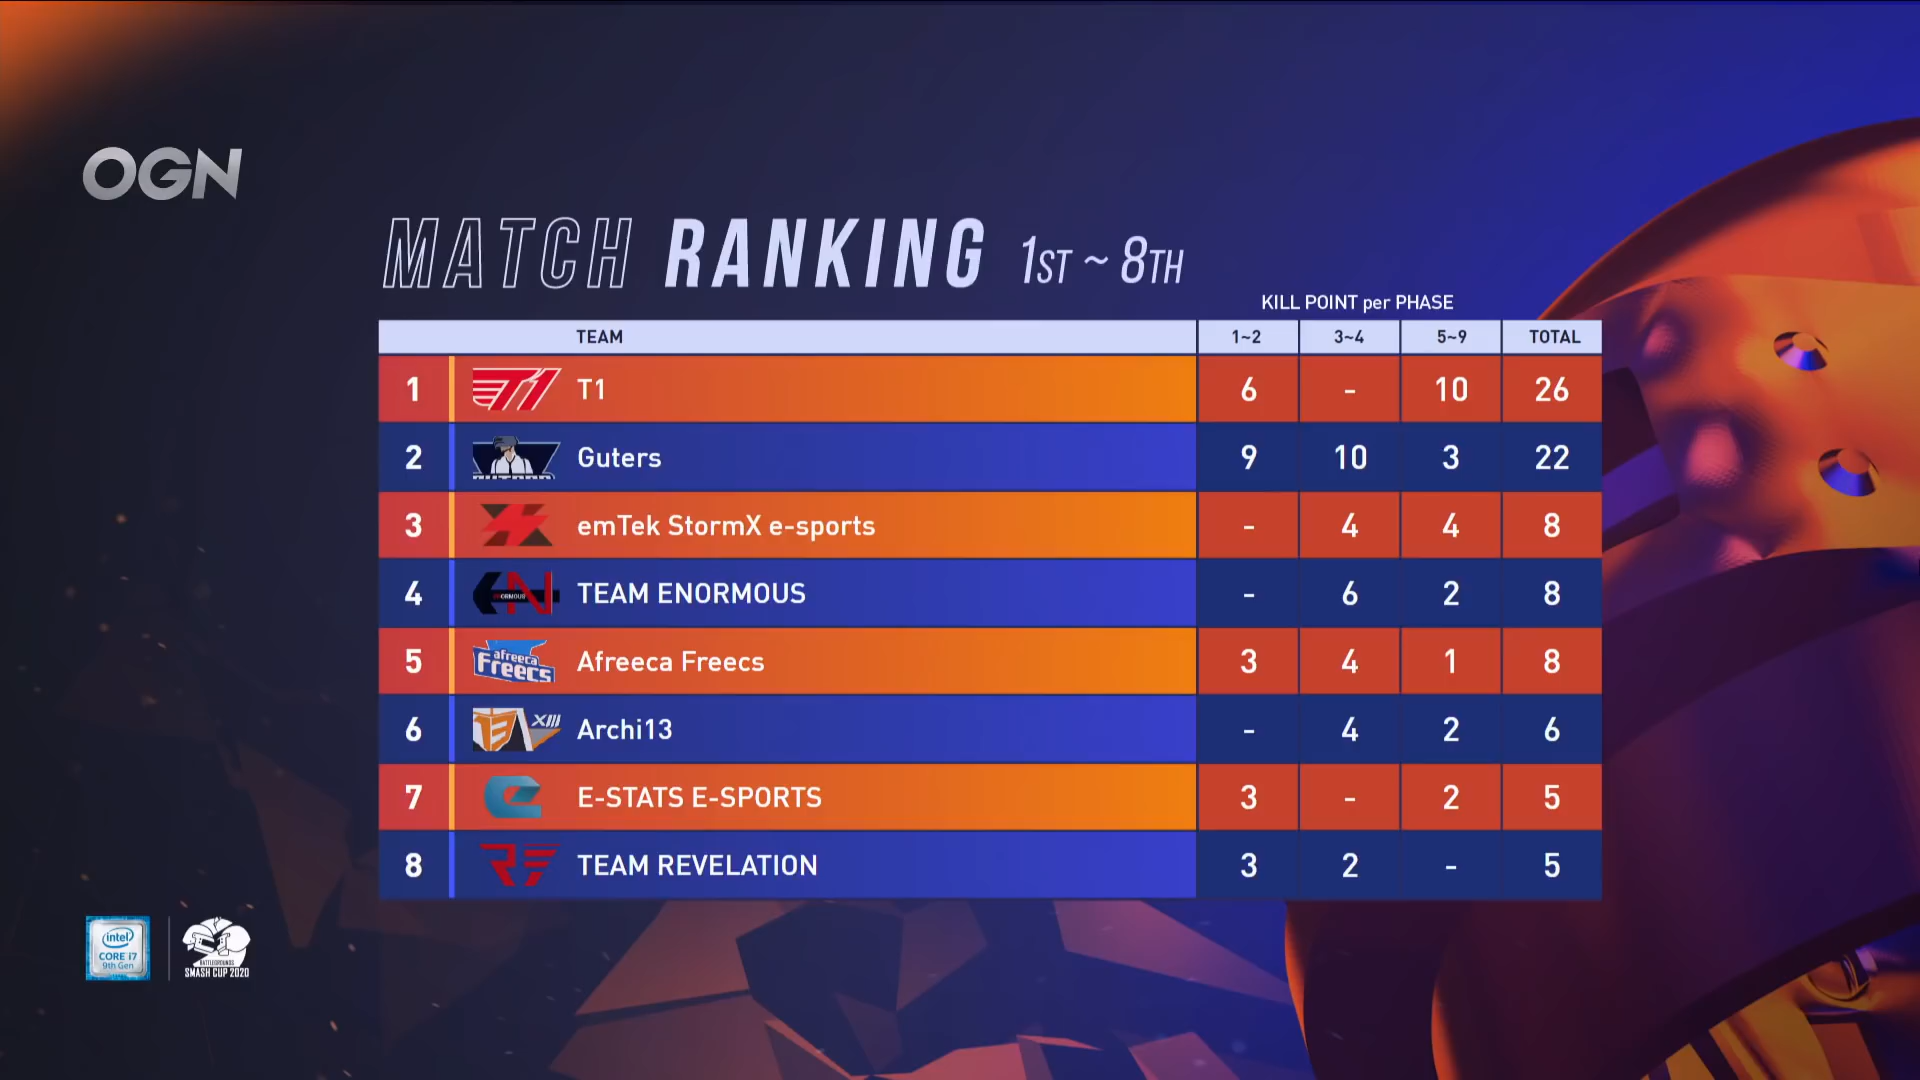 OGN
MATCH RANKING 1ST ~ 8TH
KILL POINT per PHASE
TEAM 1~2 3~4 5~9 TOTAL
1 T1 T1 6 - 10 26
2 Guters 9 10 3 22
3 emTek StormX e-sports - 4 4 8
4 ENORMOUS TEAM ENORMOUS - 6 2 8
5 afreeca Freecs Afreeca Freecs 3 4 1 8
6 13 XIII Archi13 - 4 2 6
7 E-STATS E-SPORTS 3 - 2 5
8 TEAM REVELATION 3 2 - 5
intel
CORE i7
9th Gen
BATTLEGROUNDS
SMASH CUP 2020